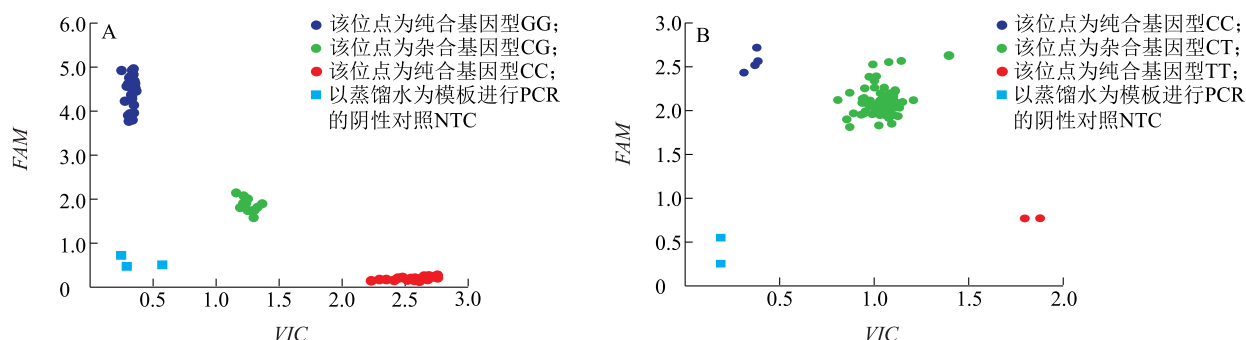 A
该位点为纯合基因型GG;
该位点为杂合基因型CG;
该位点为纯合基因型CC;
以蒸馏水为模板进行PCR
的阴性对照NTC
6.0
5.0
4.0
3.0
2.0
1.0
0
FAM
0.5
1.0
1.5
2.0
2.5
3.0
VIC
B
该位点为纯合基因型CC;
该位点为杂合基因型CT;
该位点为纯合基因型TT;
以蒸馏水为模板进行PCR
的阴性对照NTC
3.0
2.5
2.0
1.5
1.0
0.5
0
FAM
0.5
1.0
1.5
2.0
VIC